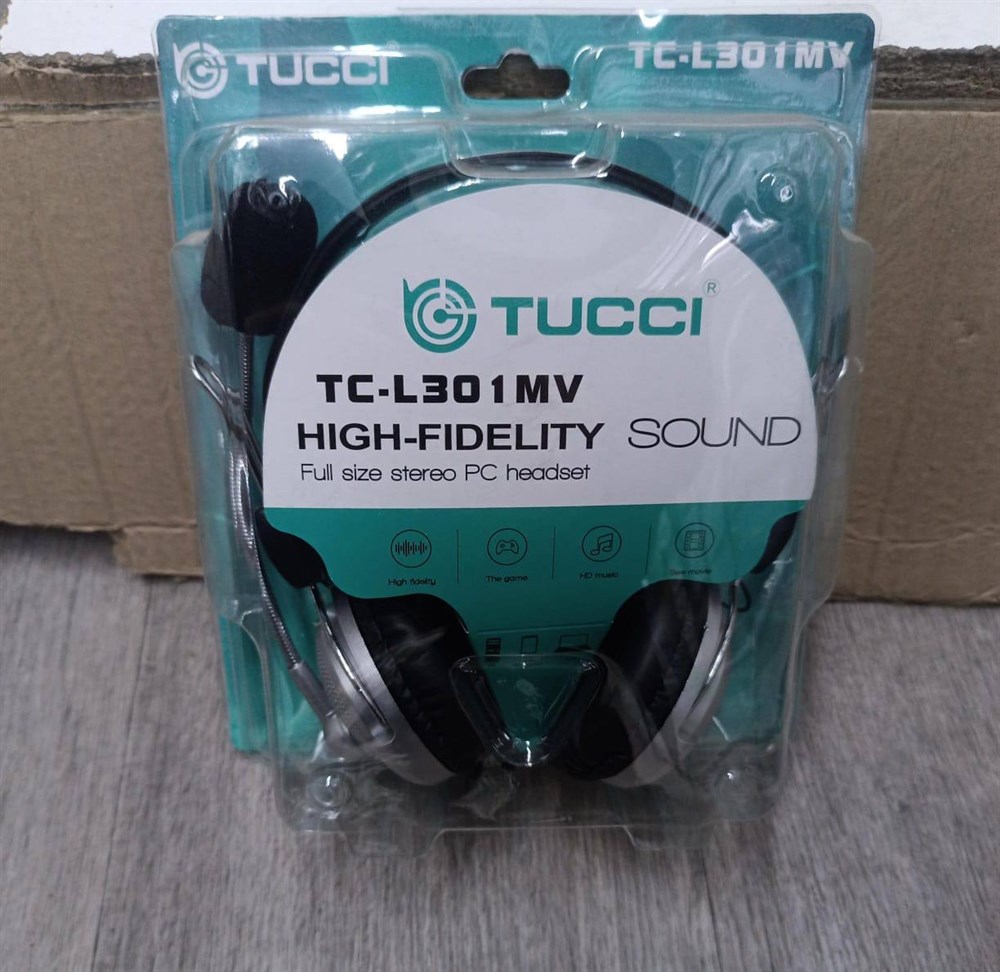 TUCCI
TC-L301MV
TUCCI ®
TC-L301MV
HIGH-FIDELITY SOUND
Full size stereo PC headset
High fidelity
The game
HD music